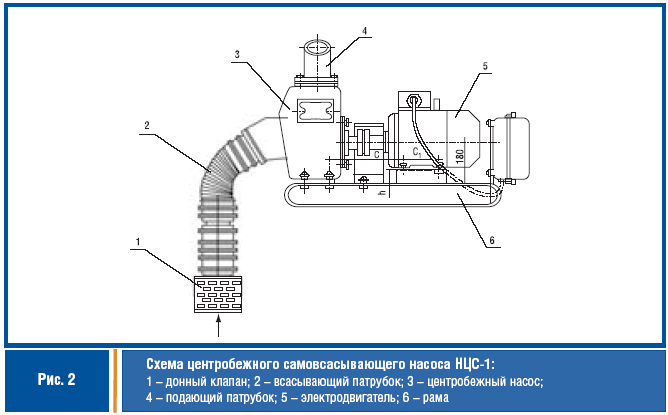 4
3
5
2
C
C₁
180
h
1
6
Рис. 2
Схема центробежного самовсасывающего насоса НЦС-1:
1 – донный клапан; 2 – всасывающий патрубок; 3 – центробежный насос;
4 – подающий патрубок; 5 – электродвигатель; 6 – рама